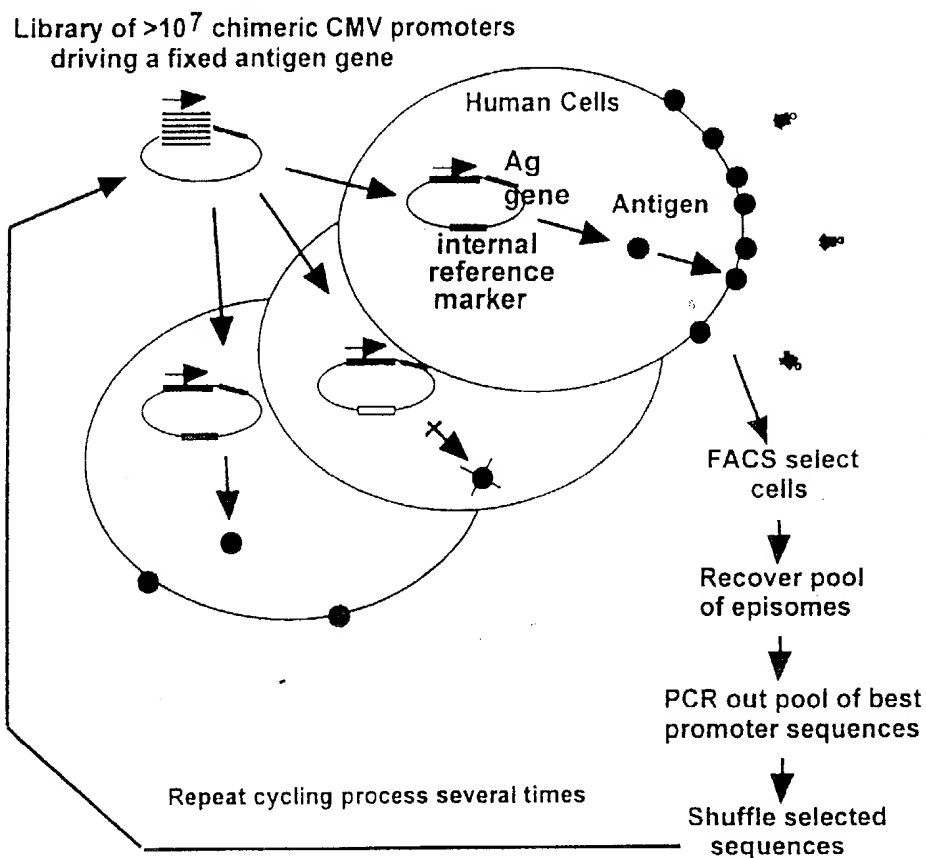 Library of >10⁷ chimeric CMV promoters
driving a fixed antigen gene
Human Cells
Ag
gene
Antigen
internal
reference
marker
FACS select
cells
Recover pool
of episomes
PCR out pool of best
promoter sequences
Shuffle selected
sequences
Repeat cycling process several times